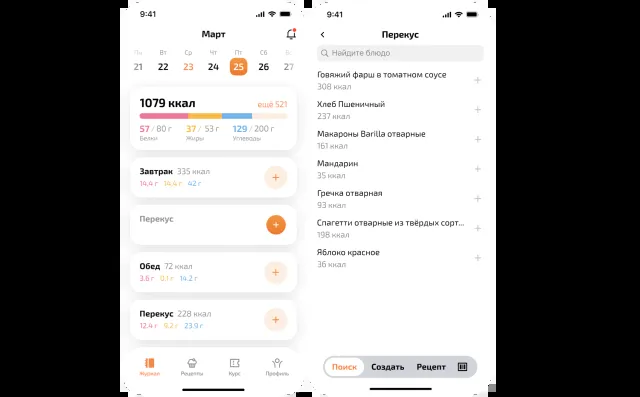 9:41
Март
Пн Вт Ср Чт Пт Сб Вс
21 22 23 24 25 26 27
1079 ккал
ещё 521
57 / 80 г 37 / 53 г 129 / 200 г
Белки Жиры Углеводы
Завтрак 335 ккал
14.4 г 14.4 г 42 г
Перекус
Обед 72 ккал
3.6 г 0.1 г 14.2 г
Перекус 228 ккал
12.4 г 9.2 г 23.9 г
Журнал Рецепты Курс Профиль
9:41
Перекус
Найдите блюдо
Говяжий фарш в томатном соусе
308 ккал
Хлеб Пшеничный
237 ккал
Макароны Barilla отварные
161 ккал
Мандарин
35 ккал
Гречка отварная
93 ккал
Спагетти отварные из твёрдых сорт...
198 ккал
Яблоко красное
36 ккал
Поиск Создать Рецепт